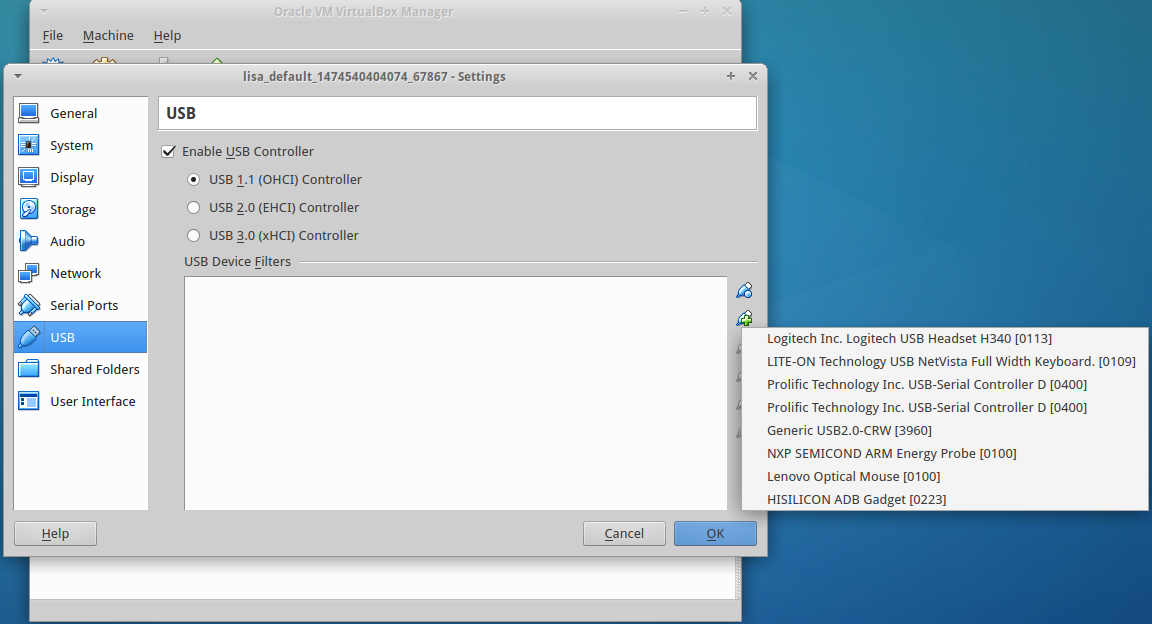 Oracle VM VirtualBox Manager
File Machine Help
lisa_default_1474540404074_67867 - Settings
General
System
Display
Storage
Audio
Network
Serial Ports
USB
Shared Folders
User Interface
USB
Enable USB Controller
USB 1.1 (OHCI) Controller
USB 2.0 (EHCI) Controller
USB 3.0 (xHCI) Controller
USB Device Filters
Logitech Inc. Logitech USB Headset H340 [0113]
LITE-ON Technology USB NetVista Full Width Keyboard. [0109]
Prolific Technology Inc. USB-Serial Controller D [0400]
Prolific Technology Inc. USB-Serial Controller D [0400]
Generic USB2.0-CRW [3960]
NXP SEMICOND ARM Energy Probe [0100]
Lenovo Optical Mouse [0100]
HISILICON ADB Gadget [0223]
Help Cancel OK